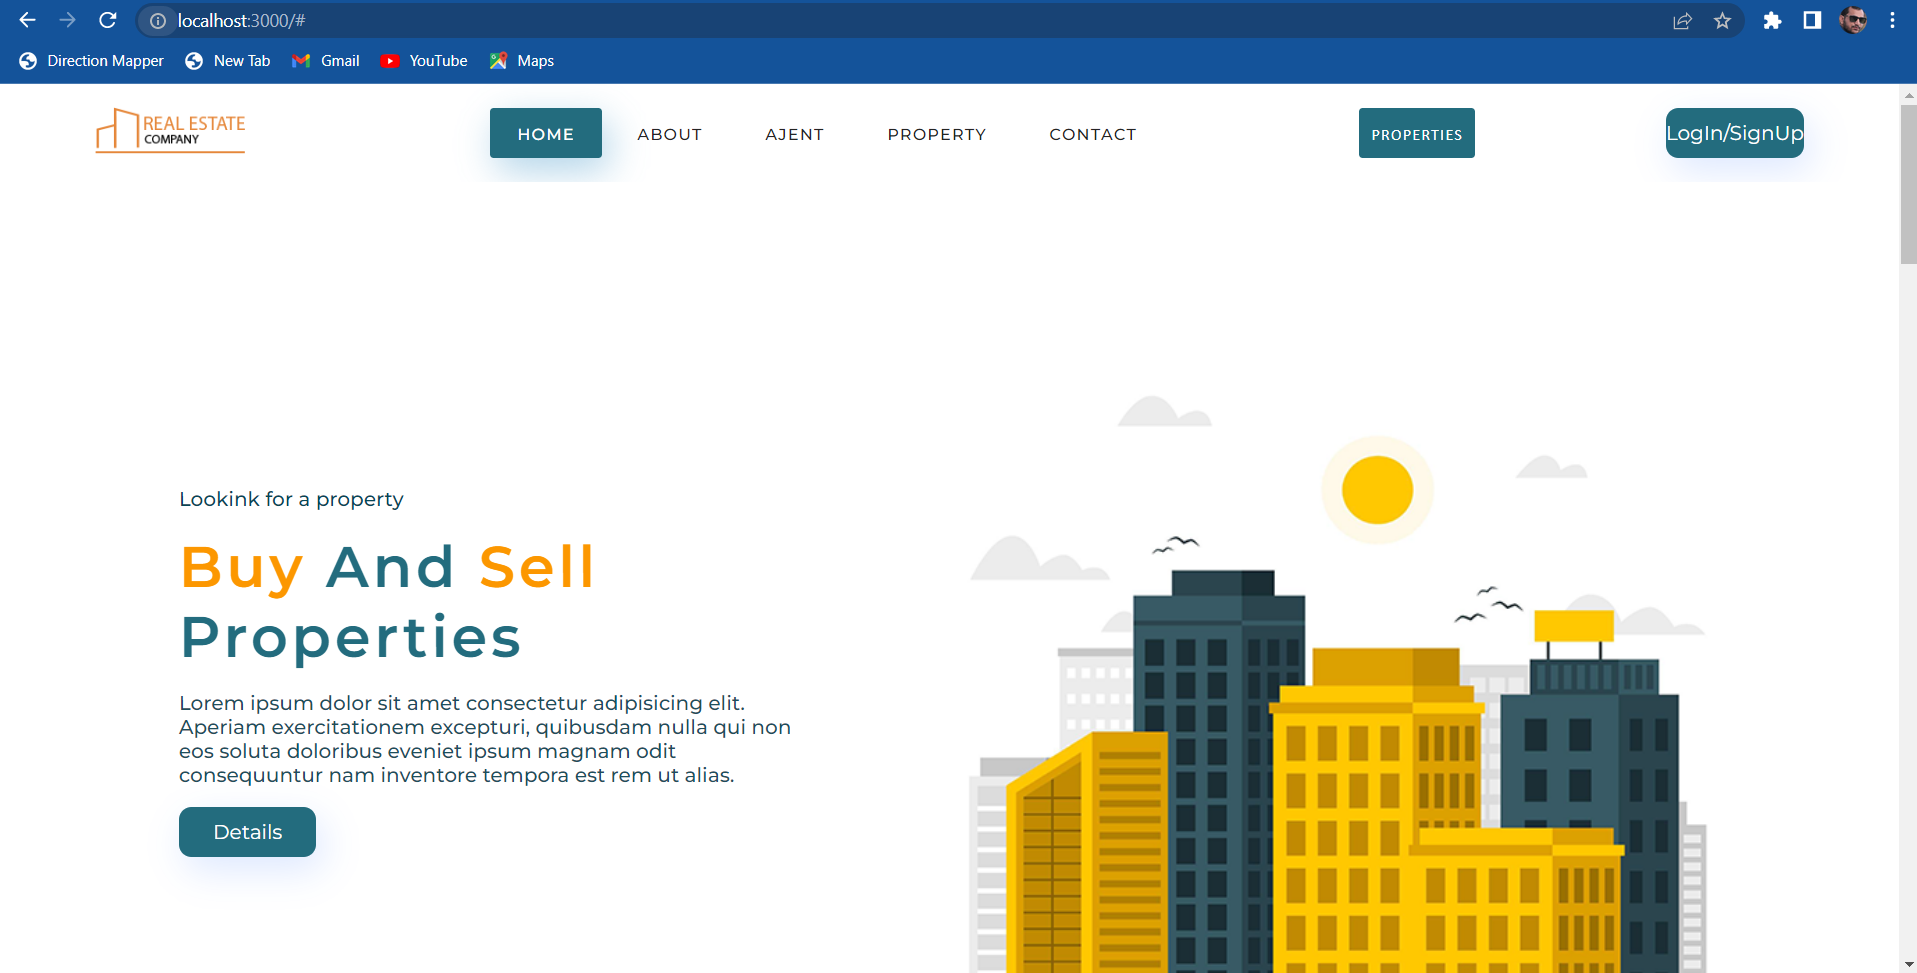 localhost:3000/#
Direction Mapper New Tab Gmail YouTube Maps
REAL ESTATE
COMPANY
HOME ABOUT AJENT PROPERTY CONTACT PROPERTIES LogIn/SignUp
Lookink for a property
Buy And Sell
Properties
Lorem ipsum dolor sit amet consectetur adipisicing elit.
Aperiam exercitationem excepturi, quibusdam nulla qui non
eos soluta doloribus eveniet ipsum magnam odit
consequuntur nam inventore tempora est rem ut alias.
Details